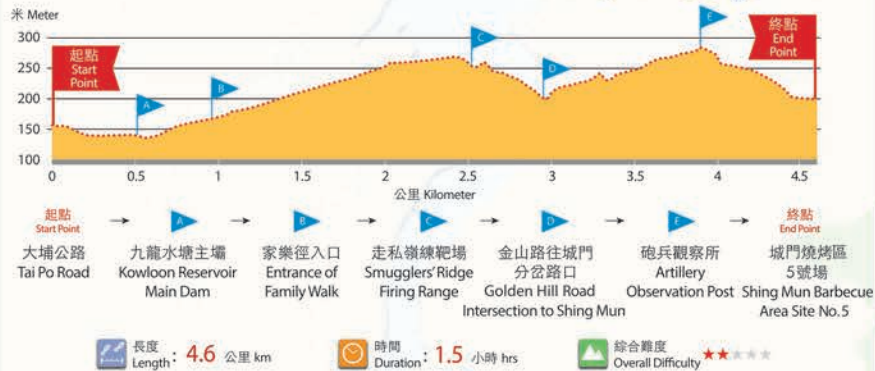 米 Meter
300
250
200
150
100
起點
Start
Point
A
B
C
D
E
終點
End
Point
0
0.5
1
1.5
2
2.5
3
3.5
4
4.5
公里 Kilometer
起點
Start Point
大埔公路
Tai Po Road
A
九龍水塘主壩
Kowloon Reservoir
Main Dam
B
家樂徑入口
Entrance of
Family Walk
C
走私嶺練靶場
Smugglers' Ridge
Firing Range
D
金山路往城門
分岔路口
Golden Hill Road
Intersection to Shing Mun
E
砲兵觀察所
Artillery
Observation Post
終點
End Point
城門燒烤區
5號場
Shing Mun Barbecue
Area Site No.5
長度
Length : 4.6 公里 km
時間
Duration : 1.5 小時 hrs
綜合難度
Overall Difficulty